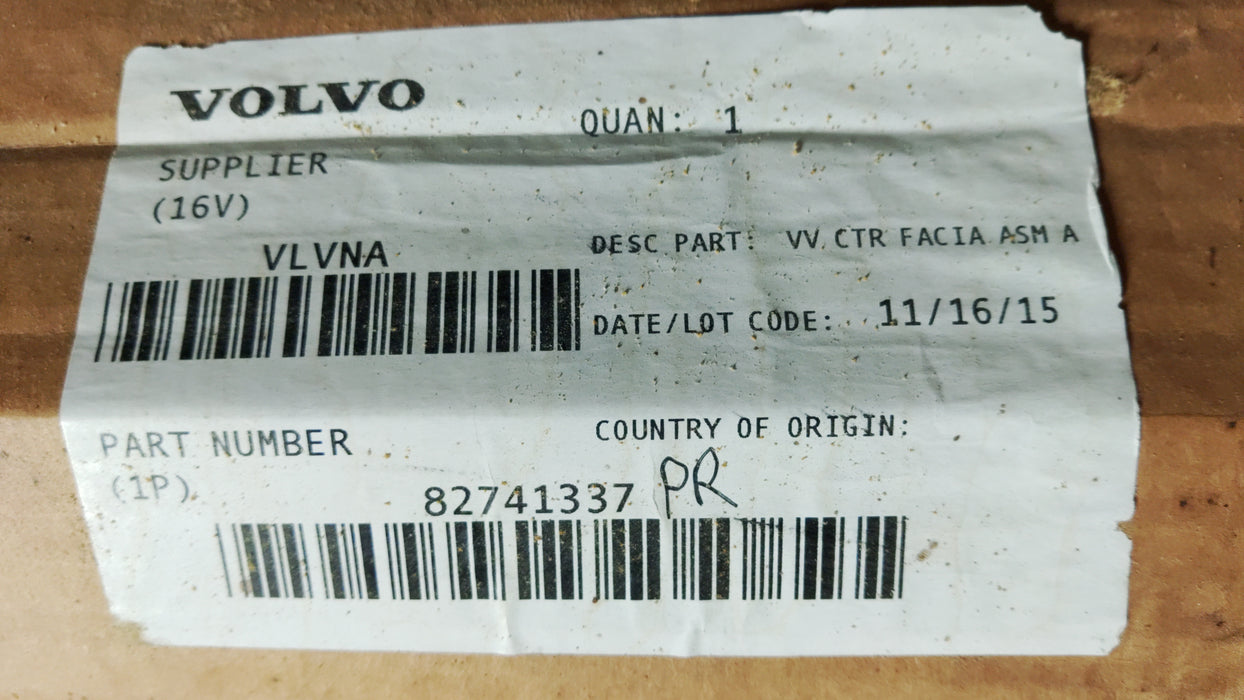 VOLVO
QUAN: 1
SUPPLIER
(16V)
VLVNA
DESC PART: VV CTR FACIA ASM A
DATE/LOT CODE: 11/16/15
PART NUMBER
(1P)
82741337
COUNTRY OF ORIGIN:
PR